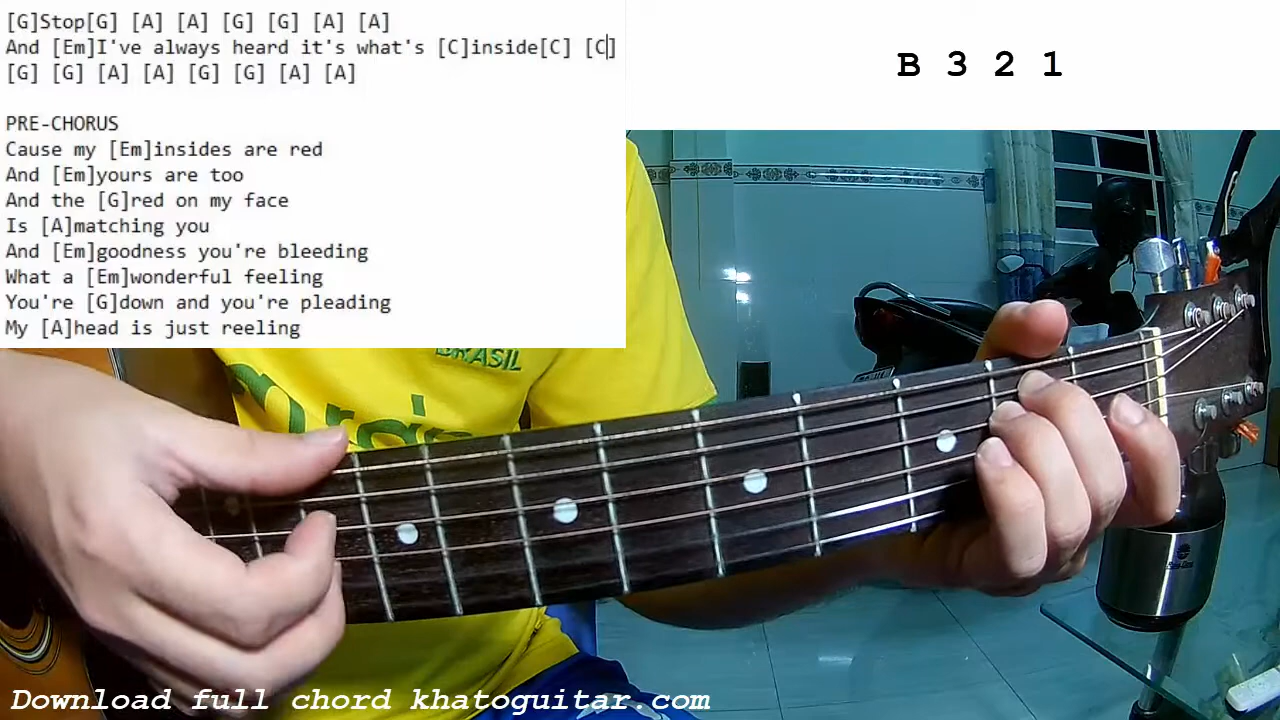 [G]Stop[G] [A] [A] [G] [G] [A] [A]
And [Em]I've always heard it's what's [C]inside[C] [C]
[G] [G] [A] [A] [G] [G] [A] [A]
PRE-CHORUS
Cause my [Em]insides are red
And [Em]yours are too
And the [G]red on my face
Is [A]matching you
And [Em]goodness you're bleeding
What a [Em]wonderful feeling
You're [G]down and you're pleading
My [A]head is just reeling
B 3 2 1
BRASIL
Download full chord khatoguitar.com